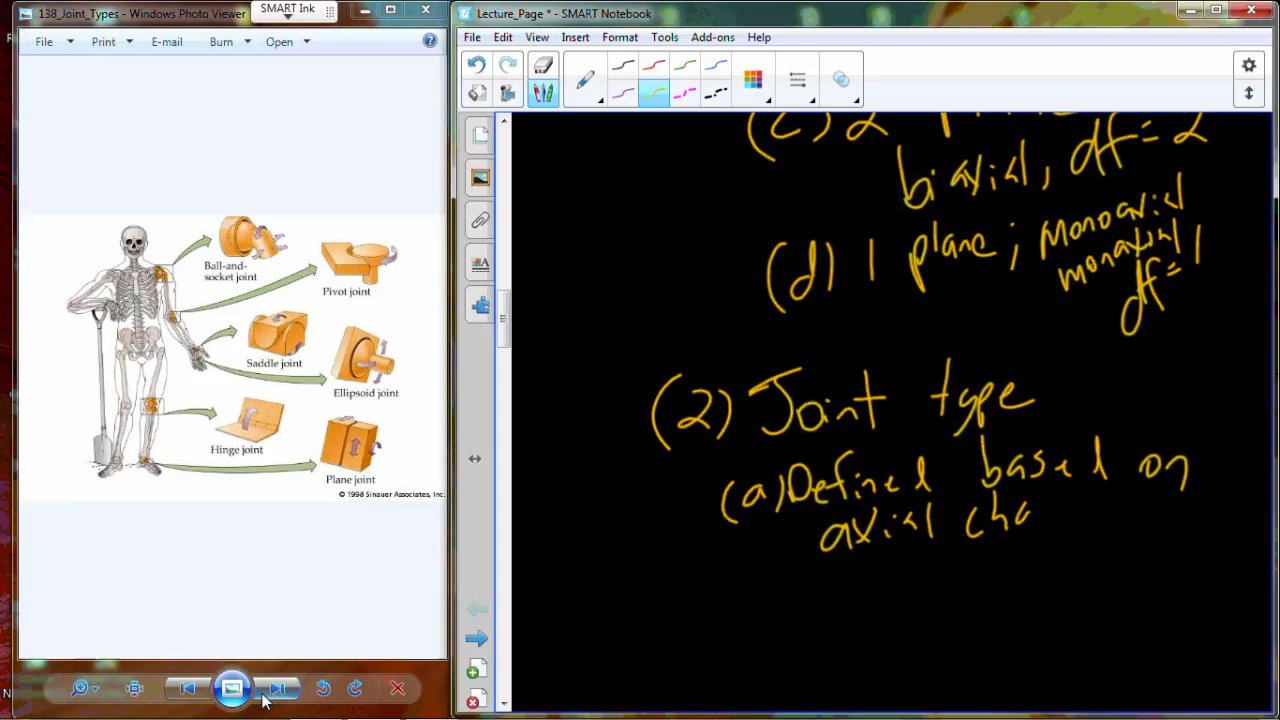 138_Joint_Types - Windows Photo Viewer
SMART Ink
File Print E-mail Burn Open
Ball-and-
socket joint
Pivot joint
Saddle joint
Ellipsoid joint
Hinge joint
Plane joint
© 1998 Sinauer Associates, Inc.
Lecture_Page * - SMART Notebook
File Edit View Insert Format Tools Add-ons Help
(c) 2
biaxial, df = 2
(d) 1 plane ; monoaxial
monaxial
df = 1
(2) Joint type
(a) Defined based on
axial cha